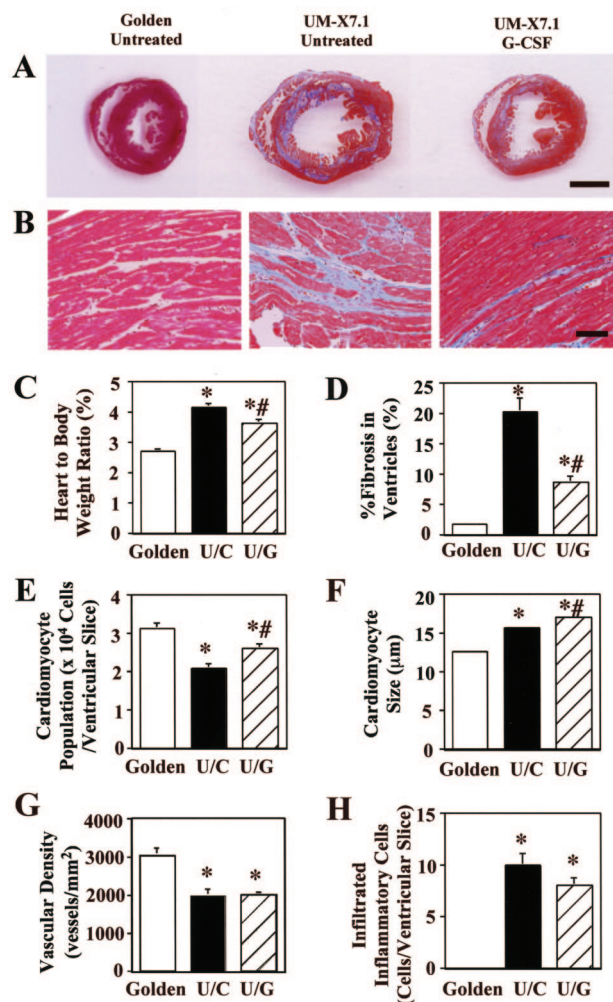 Golden
Untreated
UM-X7.1
Untreated
UM-X7.1
G-CSF
A
B
C
Heart to Body
Weight Ratio (%)
5
4
3
2
1
0
*
*#
Golden U/C U/G
D
%Fibrosis in
Ventricles (%)
25
20
15
10
5
0
*
*#
Golden U/C U/G
E
Cardiomyocyte
Population (x 10⁴ Cells
/Ventricular Slice)
4
3
2
1
0
*
*#
Golden U/C U/G
F
Cardiomyocyte
Size (μm)
20
15
10
5
0
*
*#
Golden U/C U/G
G
Vascular Density
(vessels/mm²)
4000
3000
2000
1000
0
*
*
Golden U/C U/G
H
Infiltrated
Inflammatory Cells
(Cells/Ventricular Slice)
15
10
5
0
*
*
Golden U/C U/G